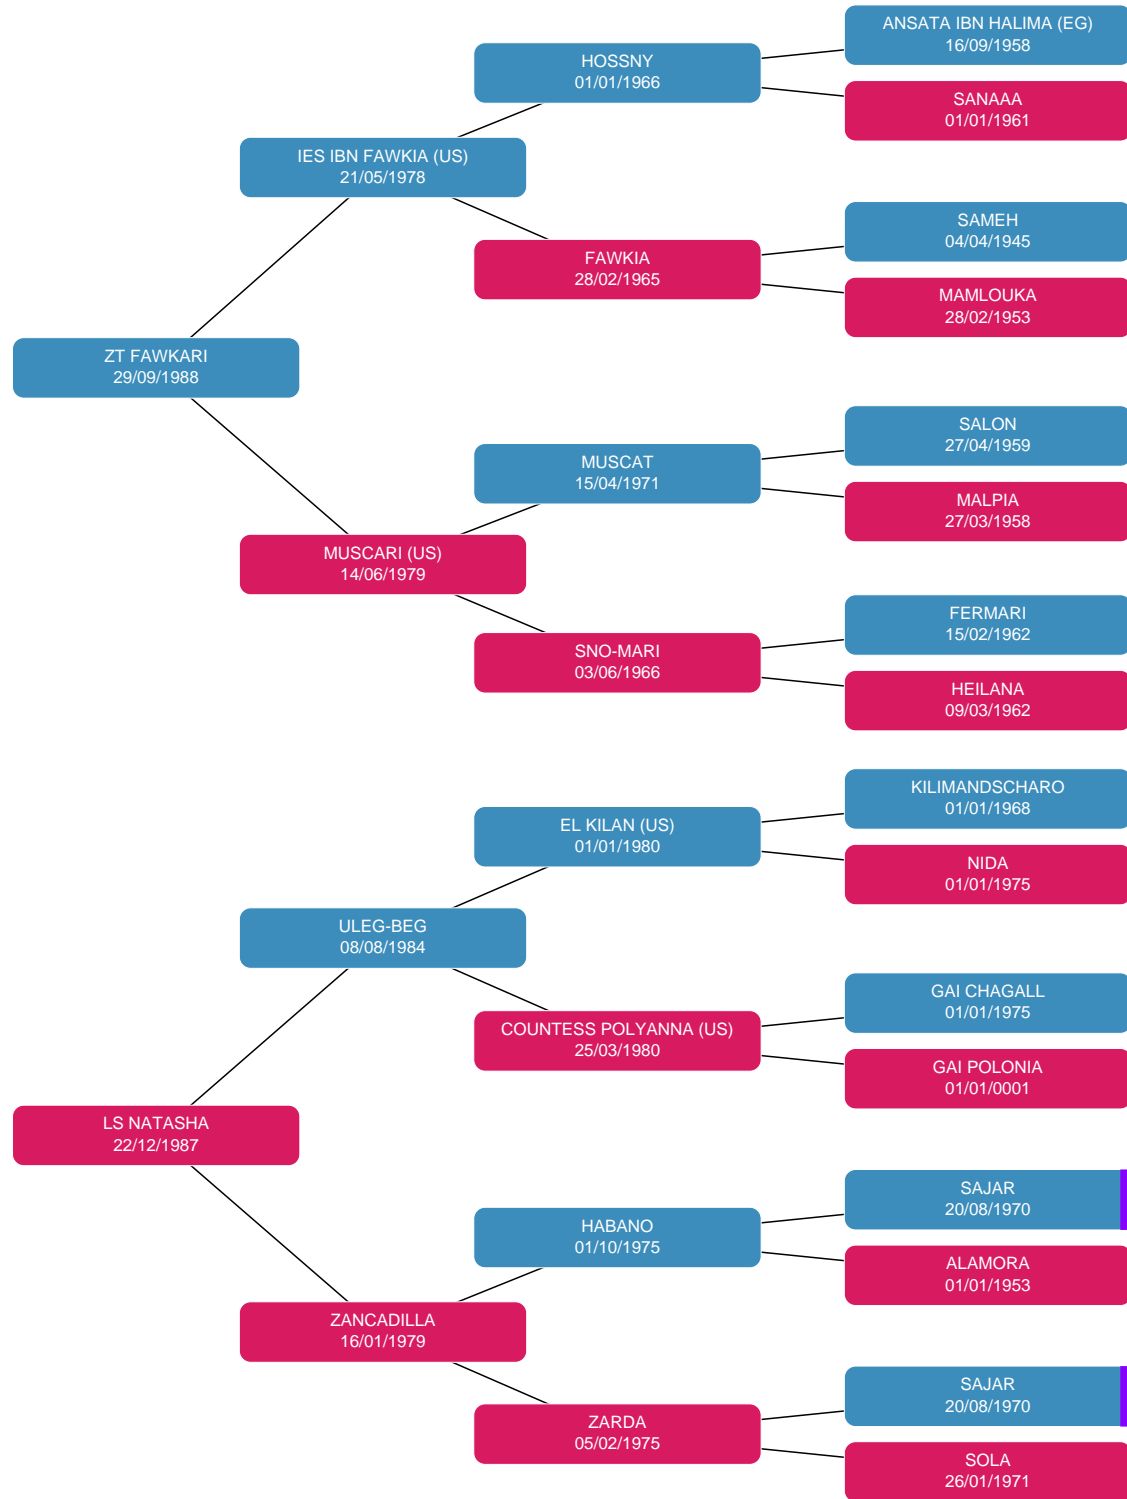 ANSATA IBN HALIMA (EG)
16/09/1958
HOSSNY
01/01/1966
SANAAA
01/01/1961
IES IBN FAWKIA (US)
21/05/1978
SAMEH
04/04/1945
FAWKIA
28/02/1965
MAMLOUKA
28/02/1953
ZT FAWKARI
29/09/1988
SALON
27/04/1959
MUSCAT
15/04/1971
MALPIA
27/03/1958
MUSCARI (US)
14/06/1979
FERMARI
15/02/1962
SNO-MARI
03/06/1966
HEILANA
09/03/1962
KILIMANDSCHARO
01/01/1968
EL KILAN (US)
01/01/1980
NIDA
01/01/1975
ULEG-BEG
08/08/1984
GAI CHAGALL
01/01/1975
COUNTESS POLYANNA (US)
25/03/1980
GAI POLONIA
01/01/0001
LS NATASHA
22/12/1987
SAJAR
20/08/1970
HABANO
01/10/1975
ALAMORA
01/01/1953
ZANCADILLA
16/01/1979
SAJAR
20/08/1970
ZARDA
05/02/1975
SOLA
26/01/1971